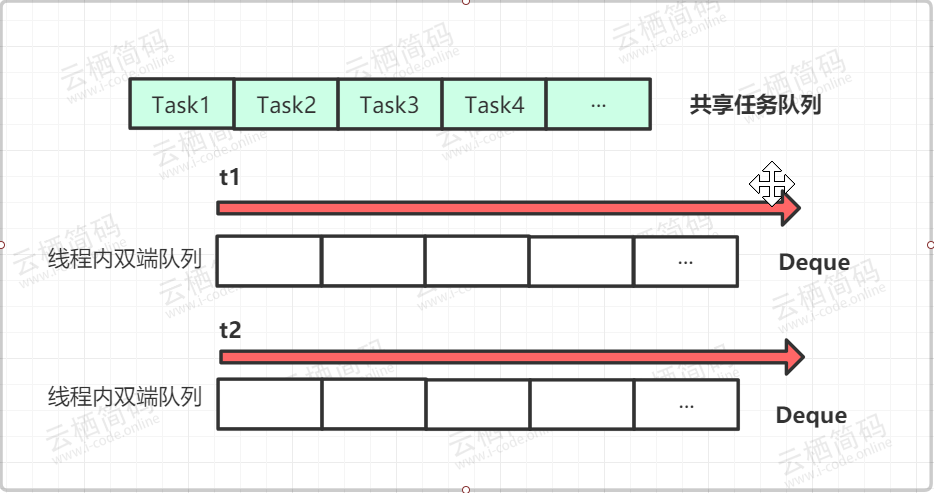 Task1 Task2 Task3 Task4 ... 共享任务队列
t1
线程内双端队列 ... Deque
t2
线程内双端队列 ... Deque
云栖简码
www.i-code.online